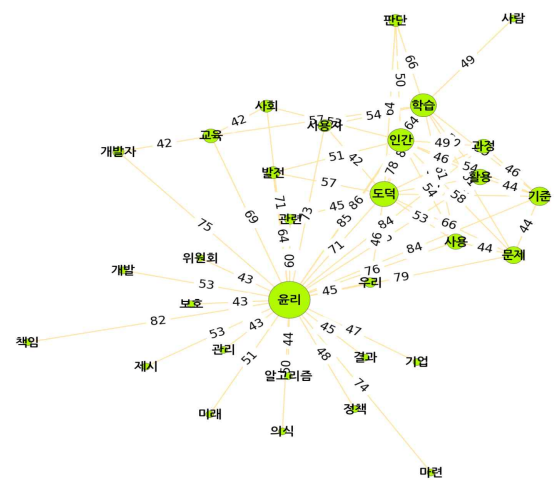 판단
사람
66
50
49
학습
사회
42
57
54
64
사용자
교육
42
인간
49
과정
개발자
46
54
46
51
42
활용
발전
57
44
도덕
기준
54
58
71
45
86
관련
85
73
53
66
84
44
75
69
64
71
사용
84
44
문제
위원회
60
46
43
76
79
개발
53
우리
45
윤리
보호
43
82
책임
53
43
44
45
47
관리
결과
기업
제시
51
48
알고리즘
74
미래
정책
의식
마련